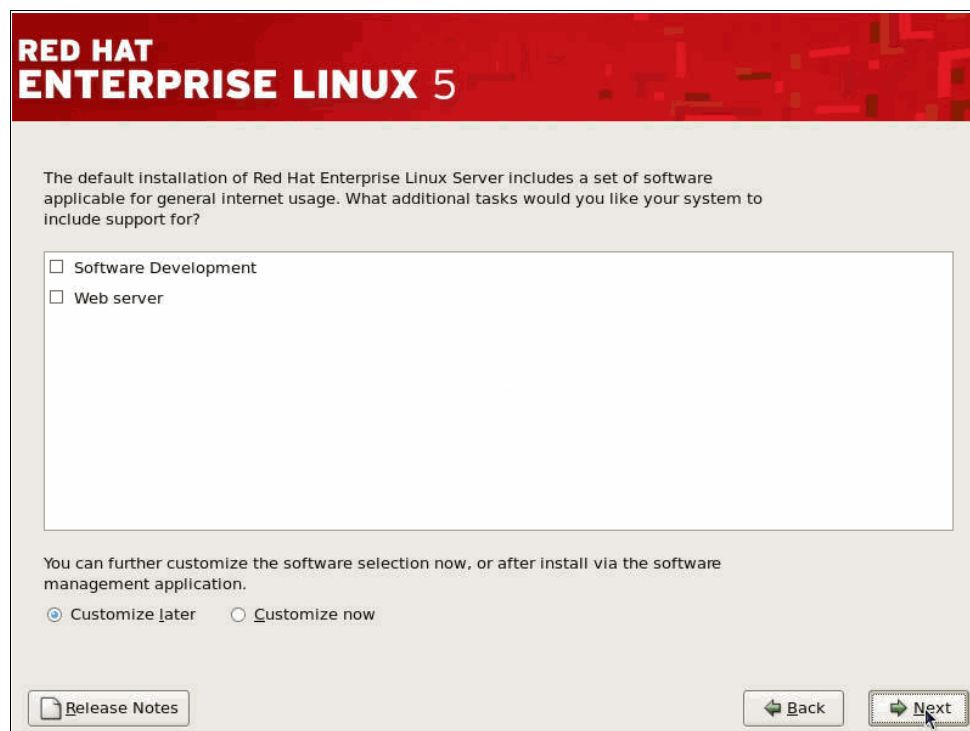 RED HAT
ENTERPRISE LINUX 5
The default installation of Red Hat Enterprise Linux Server includes a set of software
applicable for general internet usage. What additional tasks would you like your system to
include support for?
Software Development
Web server
You can further customize the software selection now, or after install via the software
management application.
Customize later Customize now
Release Notes Back Next